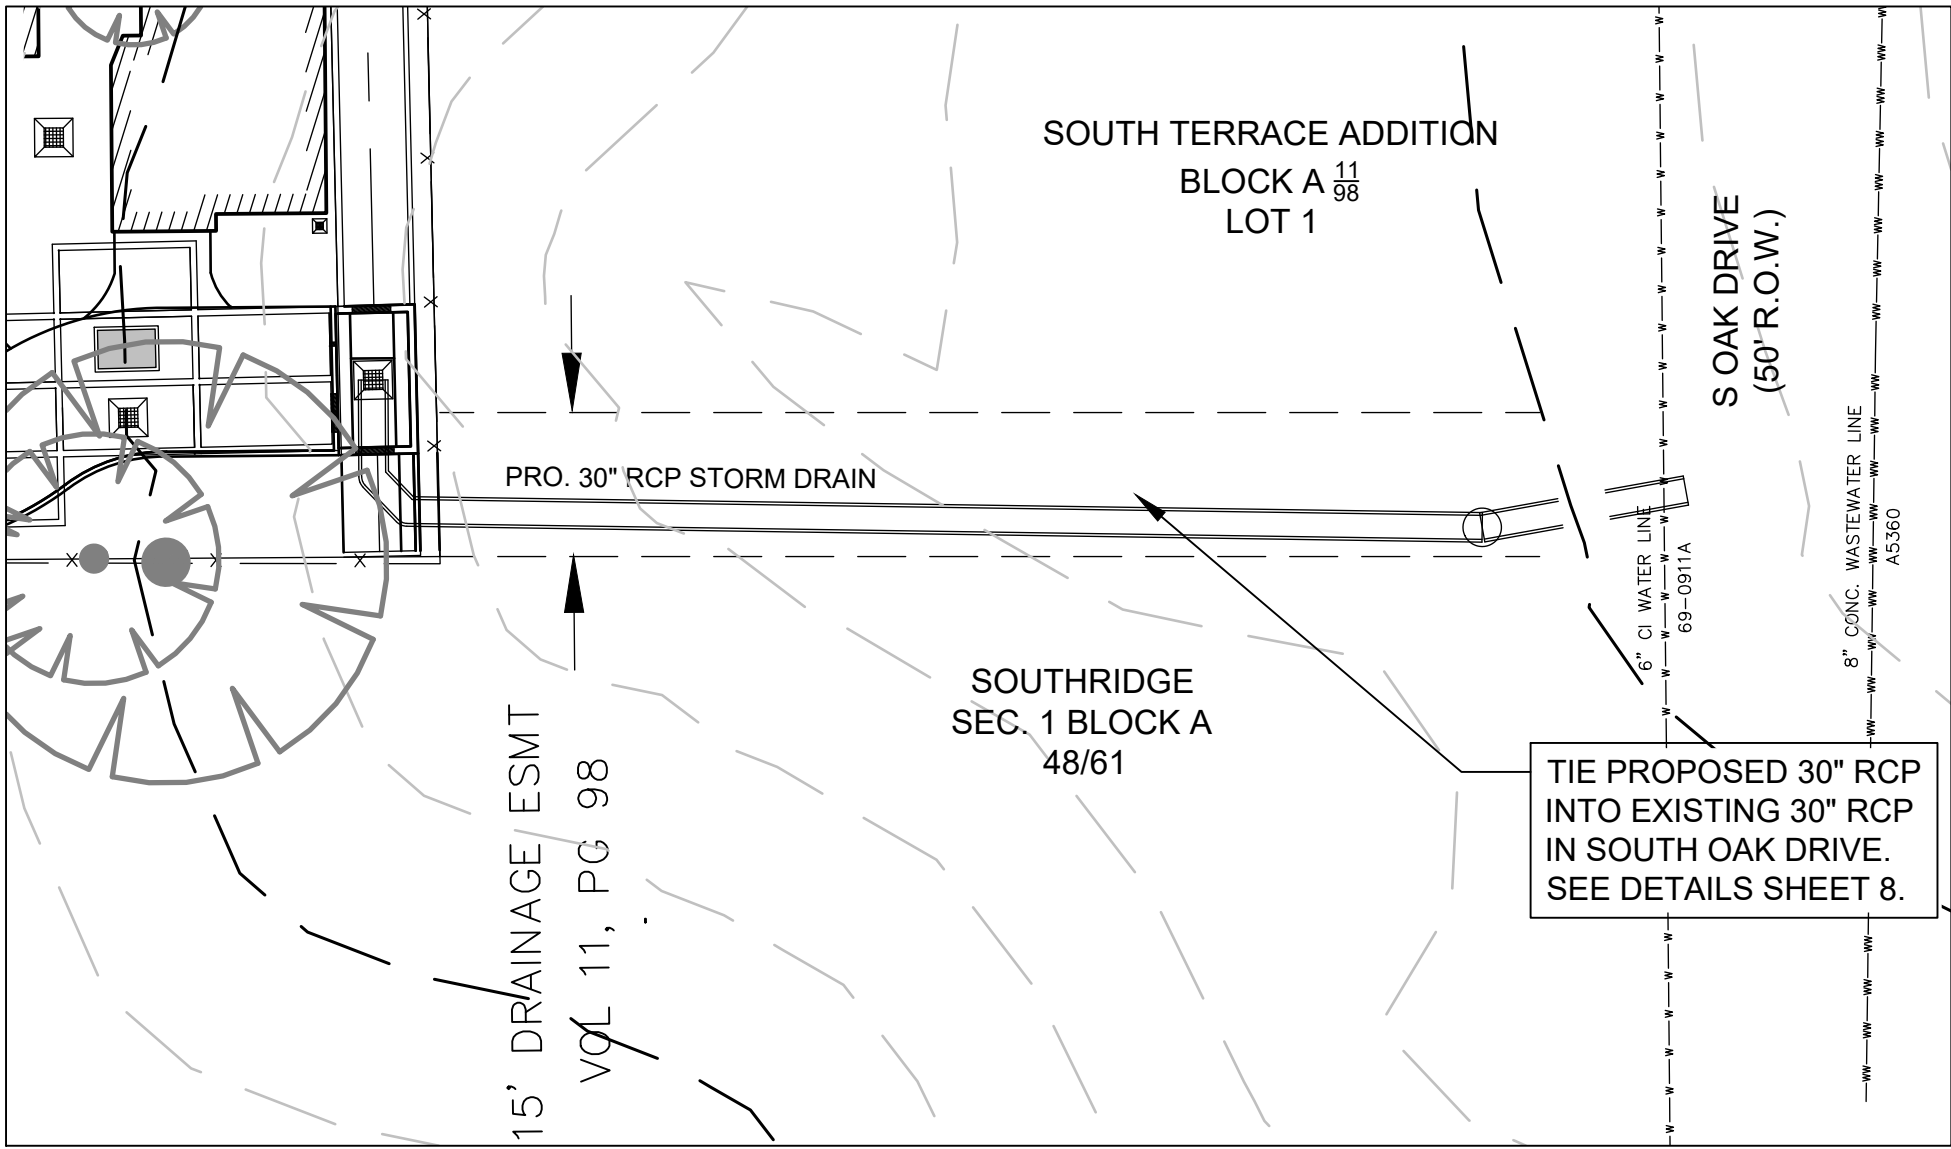 SOUTH TERRACE ADDITION
BLOCK A 11/98
LOT 1
S OAK DRIVE
(50' R.O.W.)
PRO. 30" RCP STORM DRAIN
6" CI WATER LINE
69-0911A
8" CONC. WASTEWATER LINE
A5360
SOUTHRIDGE
SEC. 1 BLOCK A
48/61
15' DRAINAGE ESMT
VOL 11, PG 98
TIE PROPOSED 30" RCP
INTO EXISTING 30" RCP
IN SOUTH OAK DRIVE.
SEE DETAILS SHEET 8.